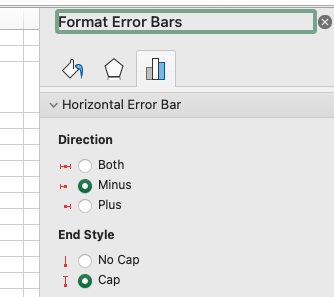 Format Error Bars
Horizontal Error Bar
Direction
Both
Minus
Plus
End Style
No Cap
Cap